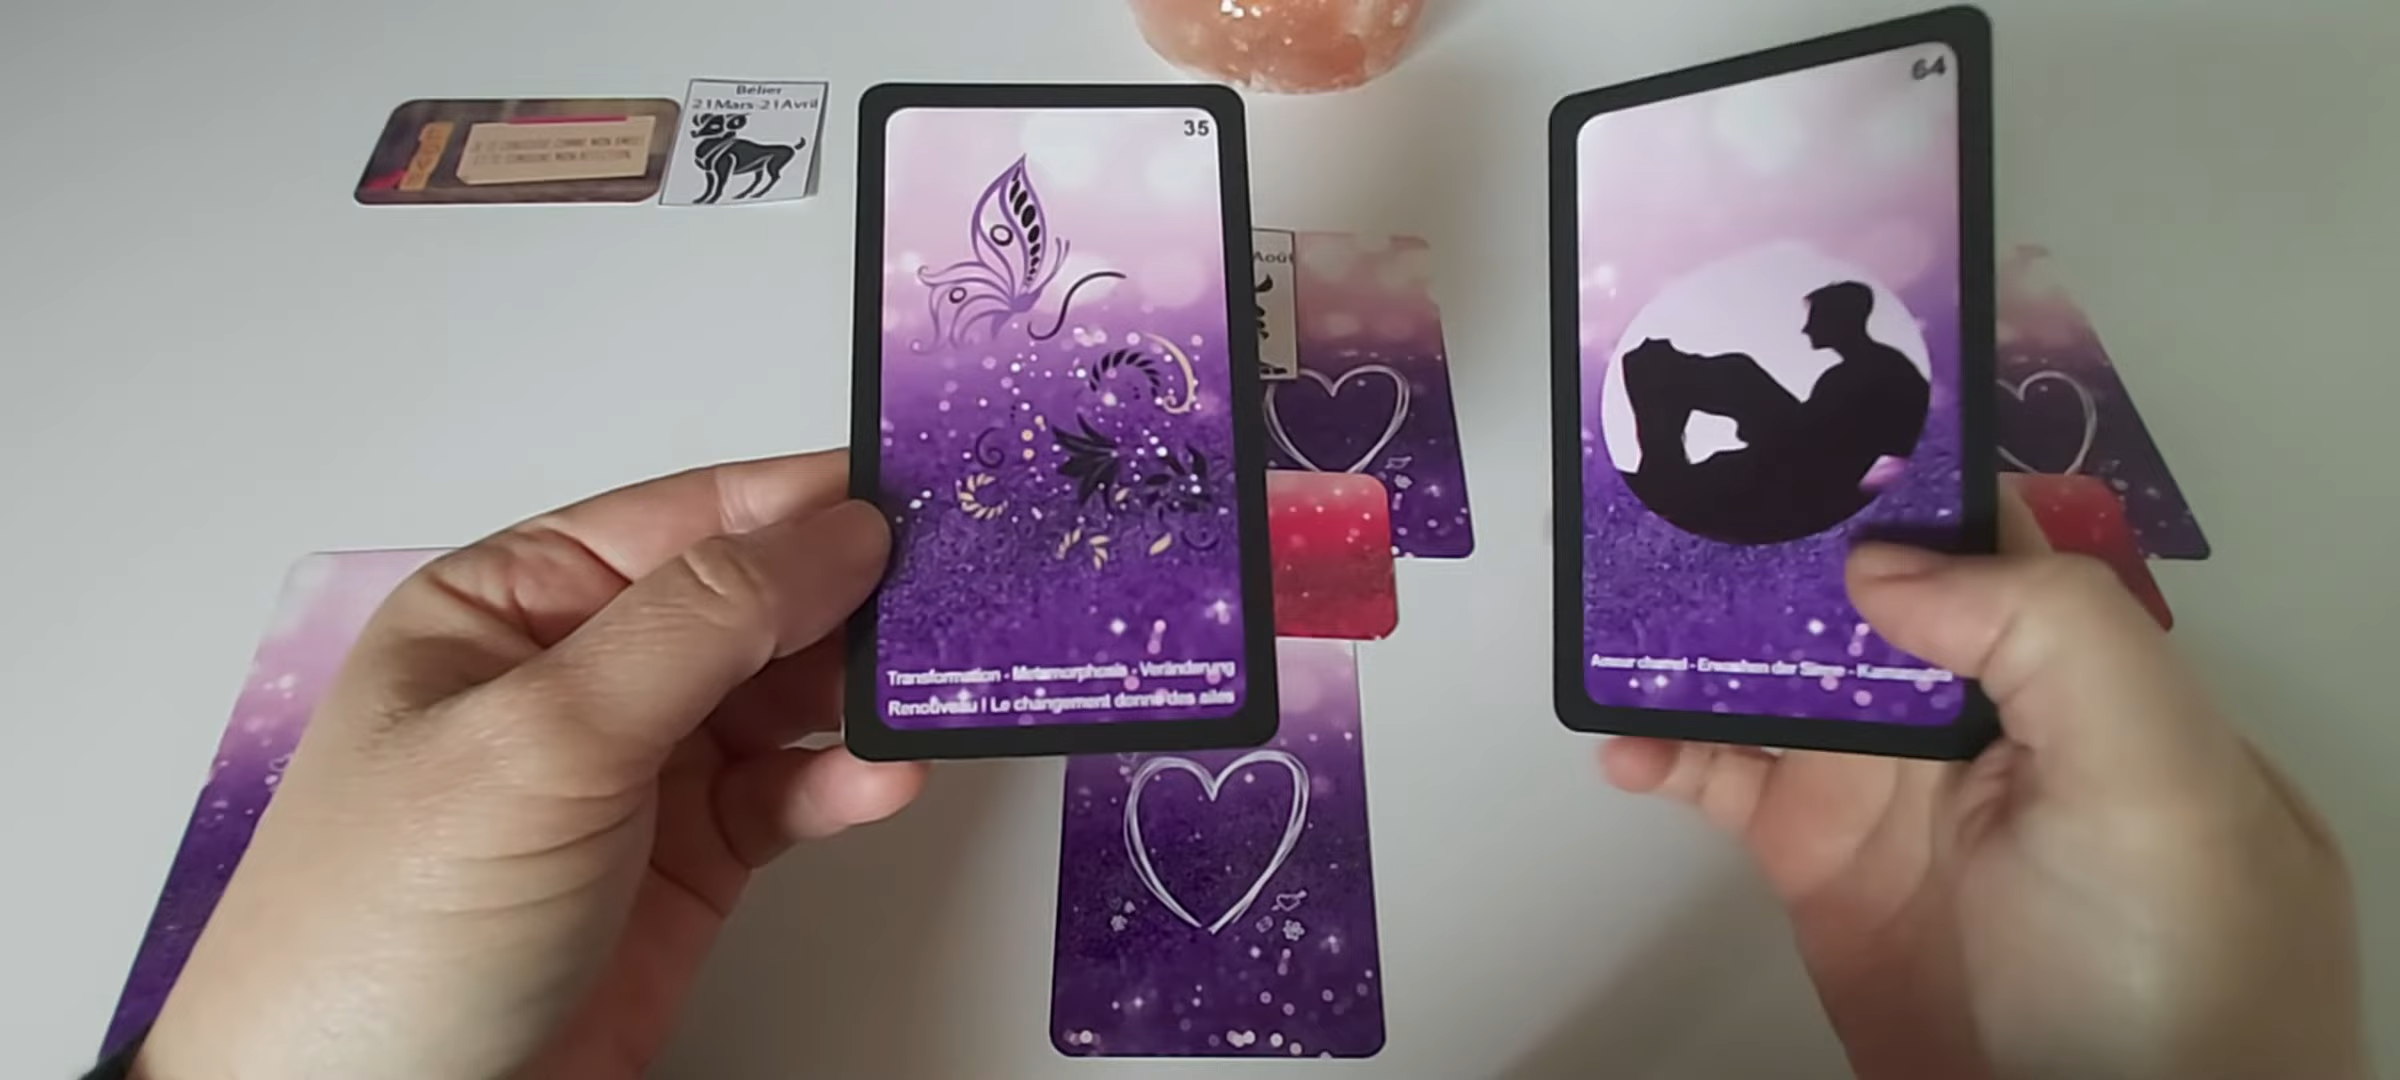 Bélier
21Mars-21Avril
35
64
Août
Transformation - Metamorphosis - Veränderung
Renouveau ! Le changement donne des ailes
Amour charnel - Erwachen der Sinne -